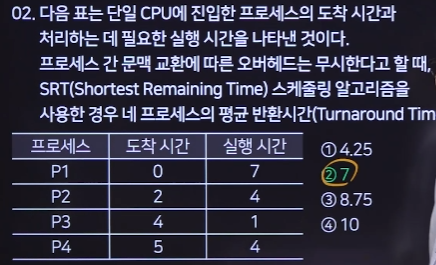 02. 다음 표는 단일 CPU에 진입한 프로세스의 도착 시간과
처리하는 데 필요한 실행 시간을 나타낸 것이다.
프로세스 간 문맥 교환에 따른 오버헤드는 무시한다고 할 때,
SRT(Shortest Remaining Time) 스케줄링 알고리즘을
사용한 경우 네 프로세스의 평균 반환시간(Turnaround Tim
프로세스 도착 시간 실행 시간
P1 0 7
P2 2 4
P3 4 1
P4 5 4
① 4.25
② 7
③ 8.75
④ 10